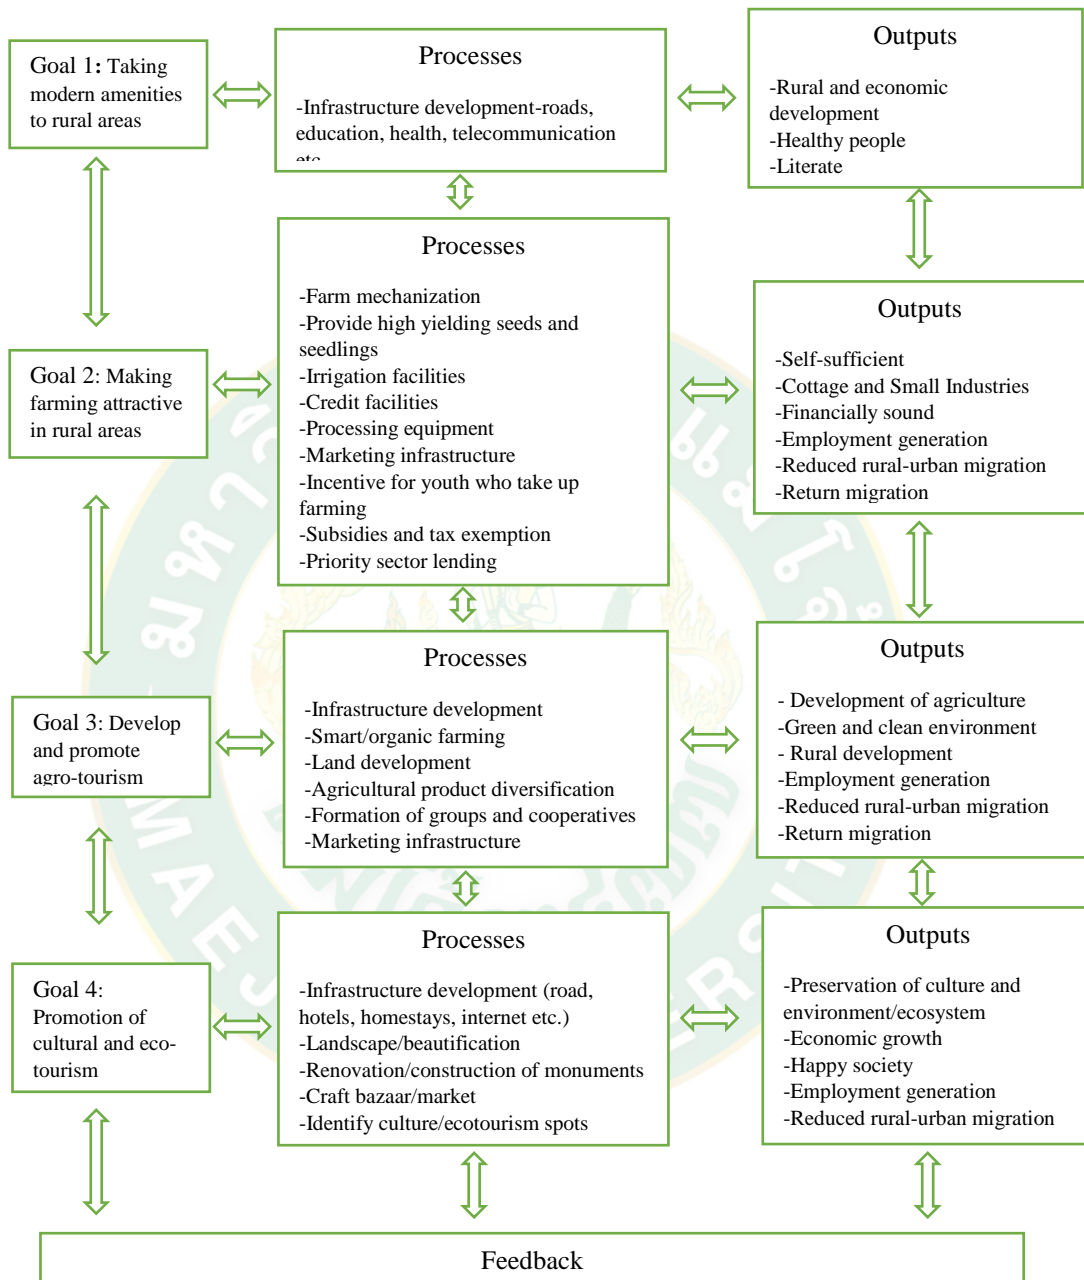 Goal 1: Taking
modern amenities
to rural areas
Processes
-Infrastructure development-roads,
education, health, telecommunication
etc
Outputs
-Rural and economic
development
-Healthy people
-Literate
Goal 2: Making
farming attractive
in rural areas
Processes
-Farm mechanization
-Provide high yielding seeds and
seedlings
-Irrigation facilities
-Credit facilities
-Processing equipment
-Marketing infrastructure
-Incentive for youth who take up
farming
-Subsidies and tax exemption
-Priority sector lending
Outputs
-Self-sufficient
-Cottage and Small Industries
-Financially sound
-Employment generation
-Reduced rural-urban migration
-Return migration
Goal 3: Develop
and promote
agro-tourism
Processes
-Infrastructure development
-Smart/organic farming
-Land development
-Agricultural product diversification
-Formation of groups and cooperatives
-Marketing infrastructure
Outputs
- Development of agriculture
-Green and clean environment
- Rural development
-Employment generation
-Reduced rural-urban migration
-Return migration
Goal 4:
Promotion of
cultural and eco-
tourism
Processes
-Infrastructure development (road,
hotels, homestays, internet etc.)
-Landscape/beautification
-Renovation/construction of monuments
-Craft bazaar/market
-Identify culture/ecotourism spots
Outputs
-Preservation of culture and
environment/ecosystem
-Economic growth
-Happy society
-Employment generation
-Reduced rural-urban migration
Feedback